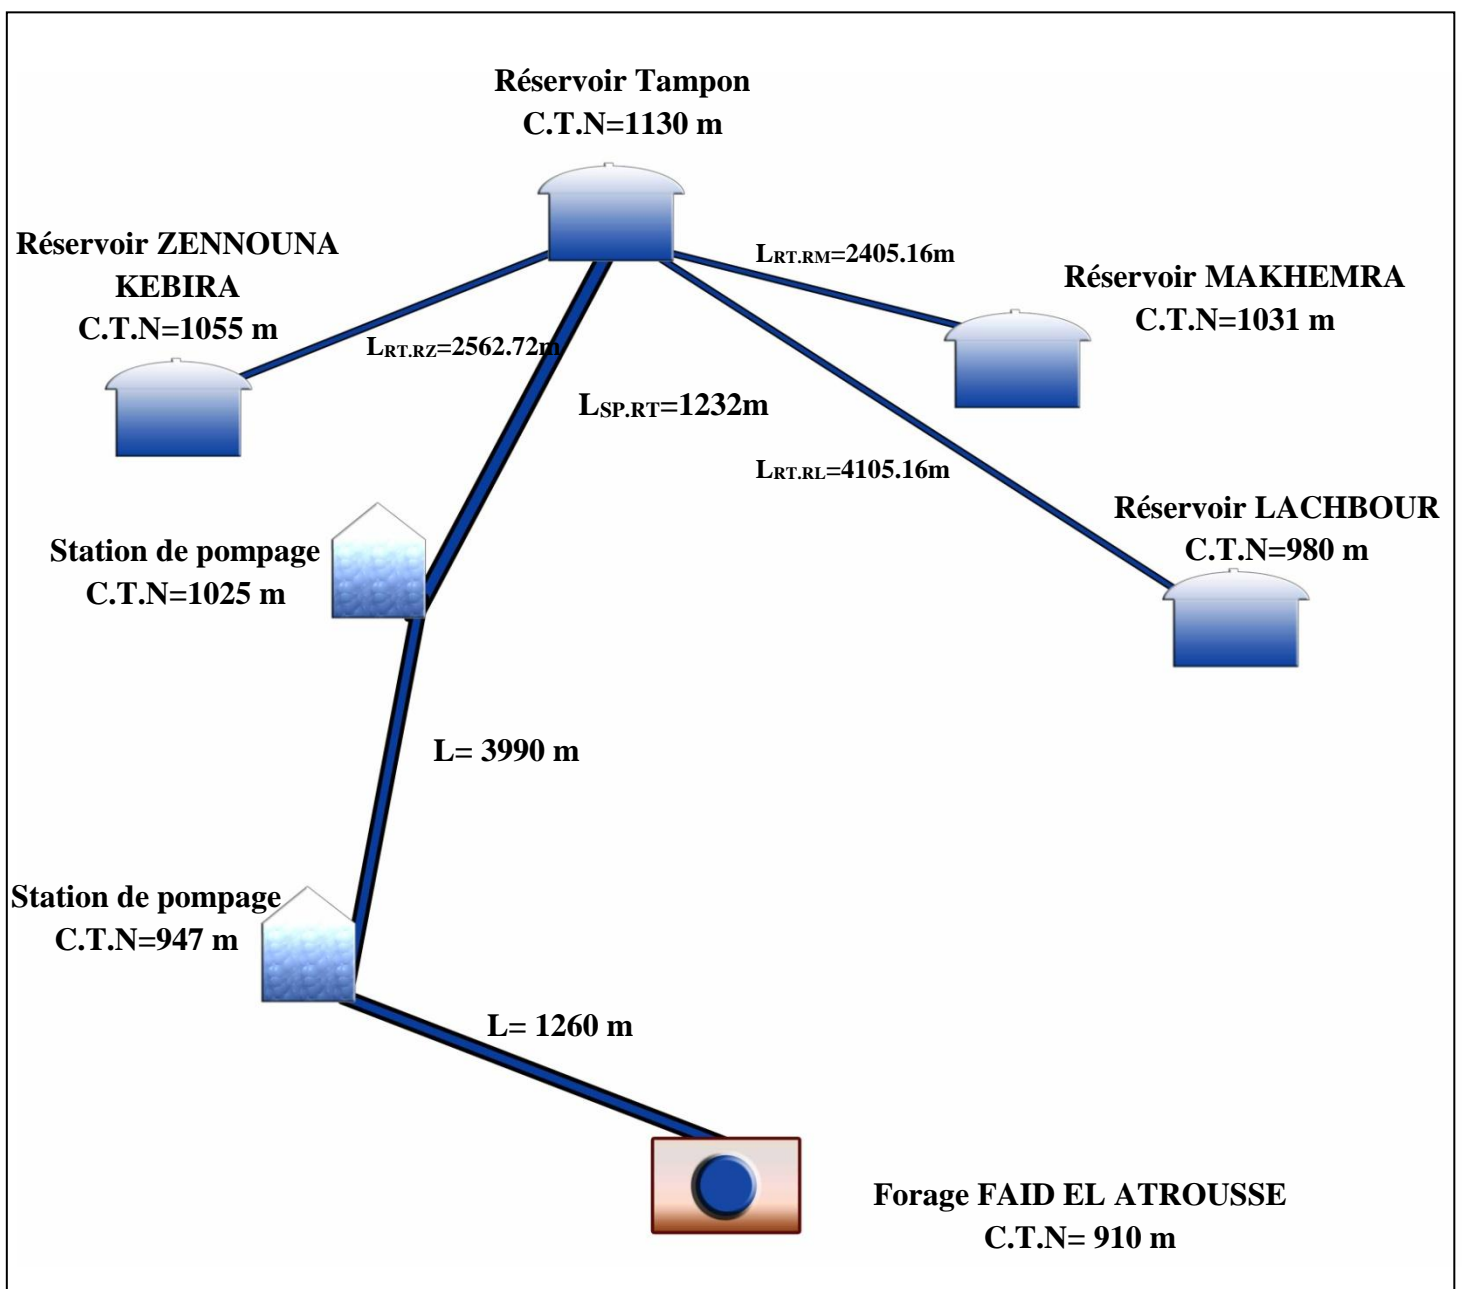 Réservoir Tampon
C.T.N=1130 m
Réservoir ZENNOUNA
KEBIRA
C.T.N=1055 m
LRT.RM=2405.16m
Réservoir MAKHEMRA
C.T.N=1031 m
LRT.RZ=2562.72m
LSP.RT=1232m
LRT.RL=4105.16m
Réservoir LACHBOUR
C.T.N=980 m
Station de pompage
C.T.N=1025 m
L= 3990 m
Station de pompage
C.T.N=947 m
L= 1260 m
Forage FAID EL ATROUSSE
C.T.N= 910 m